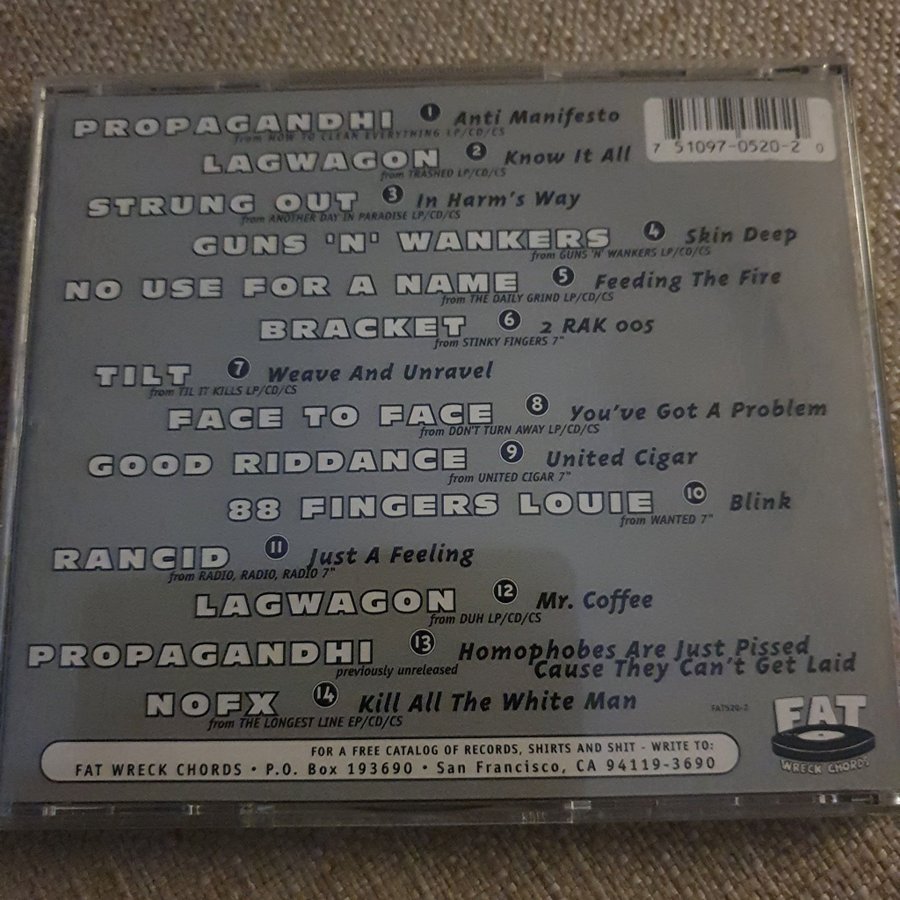 PROPAGANDHI 1 Anti Manifesto
from HOW TO CLEAN EVERYTHING LP/CD/CS
7 51097-0520-2 0
LAGWAGON 2 Know It All
from TRASHED LP/CD/CS
STRUNG OUT 3 In Harm's Way
from ANOTHER DAY IN PARADISE LP/CD/CS
GUNS 'N' WANKERS 4 Skin Deep
from GUNS 'N' WANKERS LP/CD/CS
NO USE FOR A NAME 5 Feeding The Fire
from THE DAILY GRIND LP/CD/CS
BRACKET 6 2 RAK 005
from STINKY FINGERS 7"
TILT 7 Weave And Unravel
from TIL IT KILLS LP/CD/CS
FACE TO FACE 8 You've Got A Problem
from DON'T TURN AWAY LP/CD/CS
GOOD RIDDANCE 9 United Cigar
from UNITED CIGAR 7"
88 FINGERS LOUIE 10 Blink
from WANTED 7"
RANCID 11 Just A Feeling
from RADIO, RADIO, RADIO 7"
LAGWAGON 12 Mr. Coffee
from DUH LP/CD/CS
PROPAGANDHI 13 Homophobes Are Just Pissed
previously unreleased Cause They Can't Get Laid
NOFX 14 Kill All The White Man
from THE LONGEST LINE EP/CD/CS
FAT520-2
FAT
WRECK CHORDS
FOR A FREE CATALOG OF RECORDS, SHIRTS AND SHIT - WRITE TO:
FAT WRECK CHORDS • P.O. Box 193690 • San Francisco, CA 94119-3690